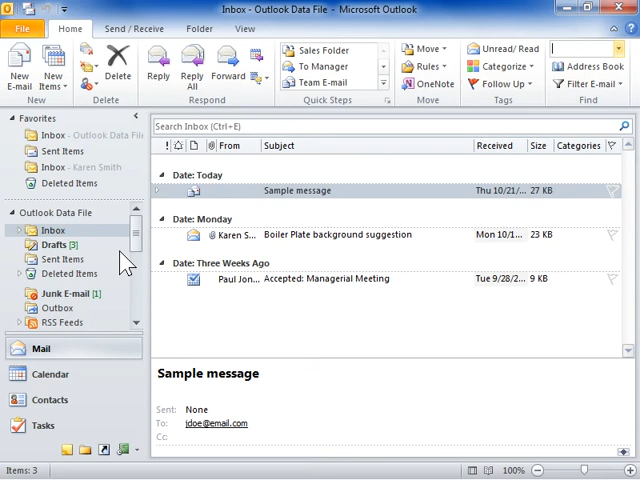 Inbox - Outlook Data File - Microsoft Outlook
File Home Send / Receive Folder View
New E-mail
New Items
New
Delete
Delete
Reply
Reply All
Forward
Respond
Sales Folder
To Manager
Team E-mail
Quick Steps
Move
Rules
OneNote
Move
Unread/ Read
Categorize
Follow Up
Tags
Address Book
Filter E-mail
Find
Favorites
Inbox - Outlook Data Fil
Sent Items
Inbox - Karen Smith
Deleted Items
Outlook Data File
Inbox
Drafts [3]
Sent Items
Deleted Items
Junk E-mail [1]
Outbox
RSS Feeds
Mail
Calendar
Contacts
Tasks
Search Inbox (Ctrl+E)
! From Subject Received Size Categories
Date: Today
Sample message Thu 10/21/... 27 KB
Date: Monday
Karen S... Boiler Plate background suggestion Mon 10/1... 23 KB
Date: Three Weeks Ago
Paul Jon... Accepted: Managerial Meeting Tue 9/28/2... 9 KB
Sample message
Sent: None
To: jdoe@email.com
Cc:
Items: 3
100%